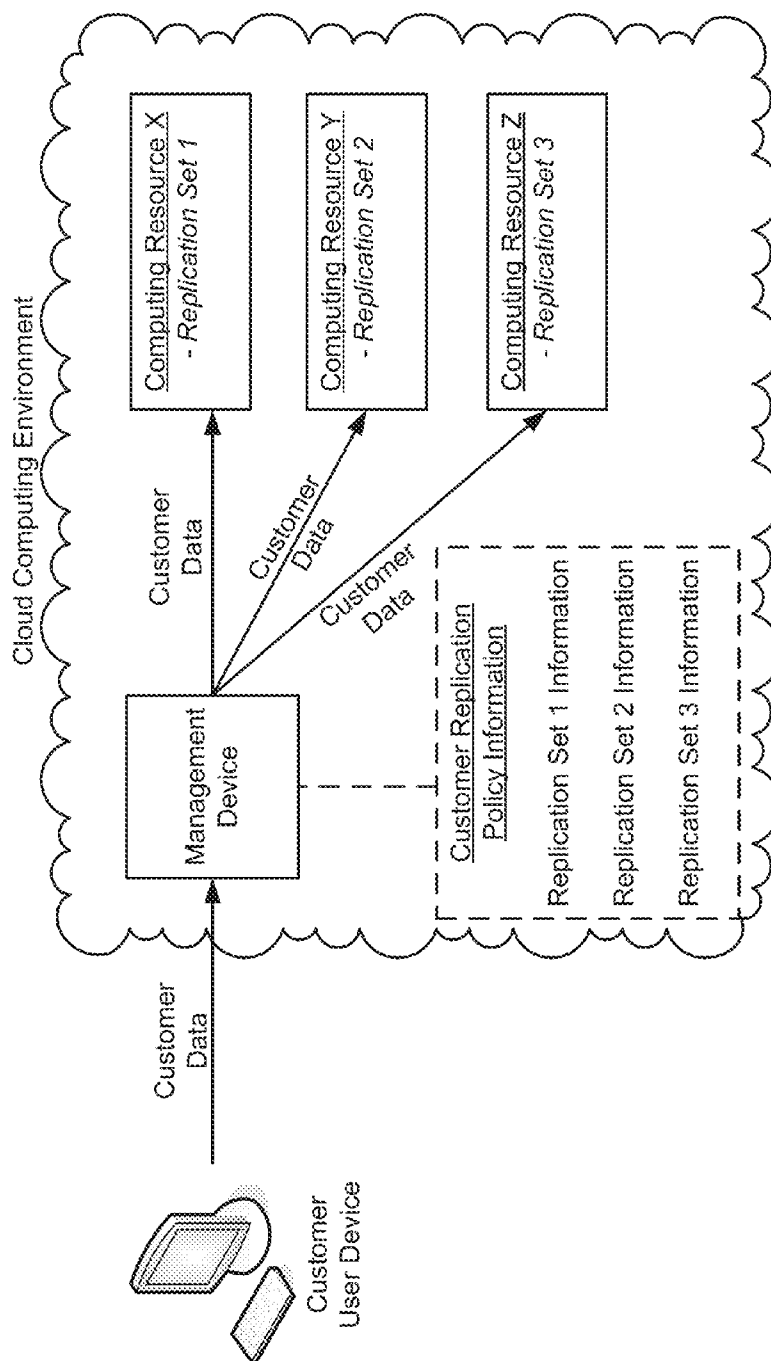 Cloud Computing Environment
Customer
User Device
Customer
Data
Management
Device
Customer
Data
Customer
Data
Customer
Data
Computing Resource X
- Replication Set 1
Computing Resource Y
- Replication Set 2
Computing Resource Z
- Replication Set 3
Customer Replication
Policy Information
Replication Set 1 Information
Replication Set 2 Information
Replication Set 3 Information